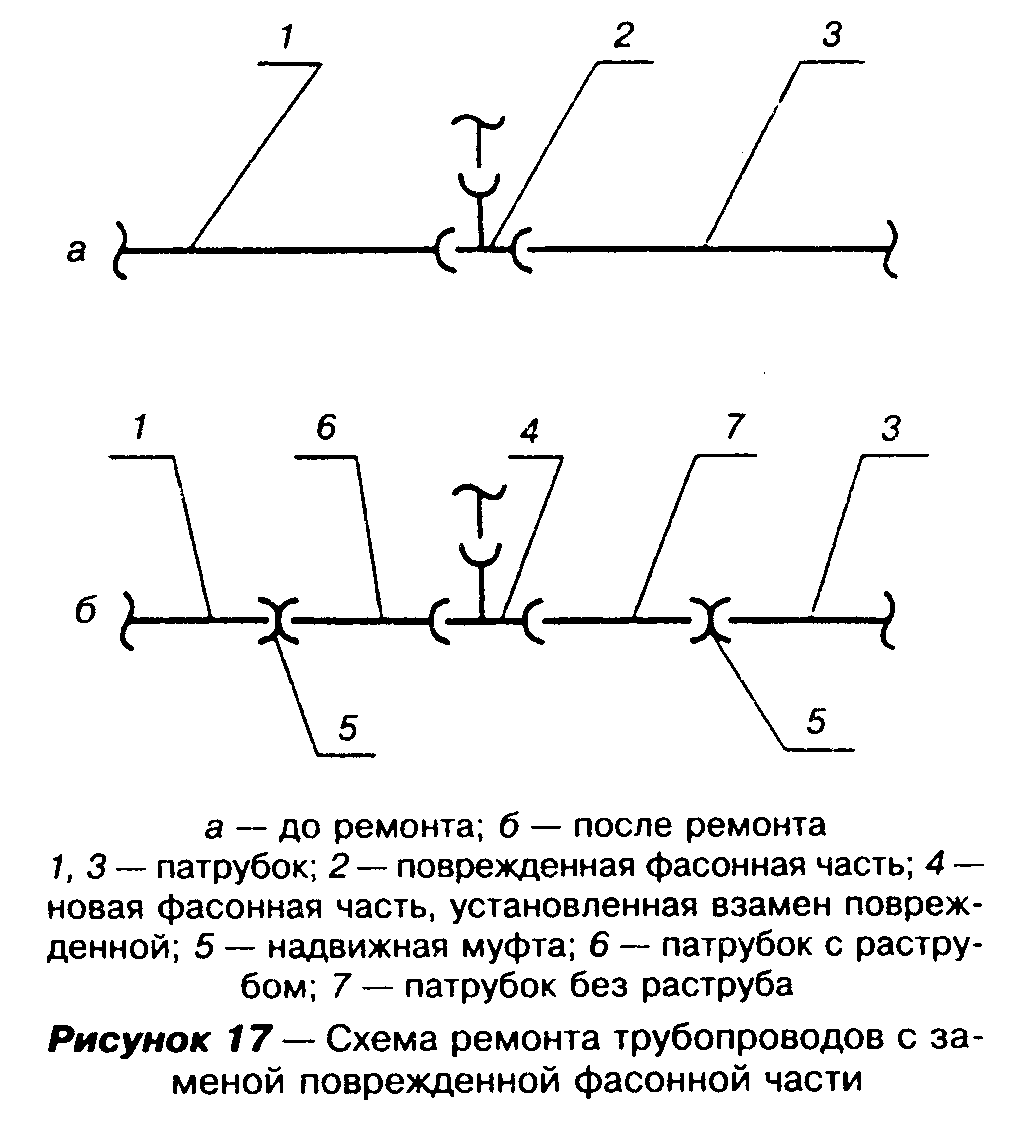 1 2 3
а
1 6 4 7 3
б
5 5
а — до ремонта; б — после ремонта
1, 3 — патрубок; 2 — поврежденная фасонная часть; 4 —
новая фасонная часть, установленная взамен повреж-
денной; 5 — надвижная муфта; 6 — патрубок с растру-
бом; 7 — патрубок без раструба
Рисунок 17 — Схема ремонта трубопроводов с за-
меной поврежденной фасонной части